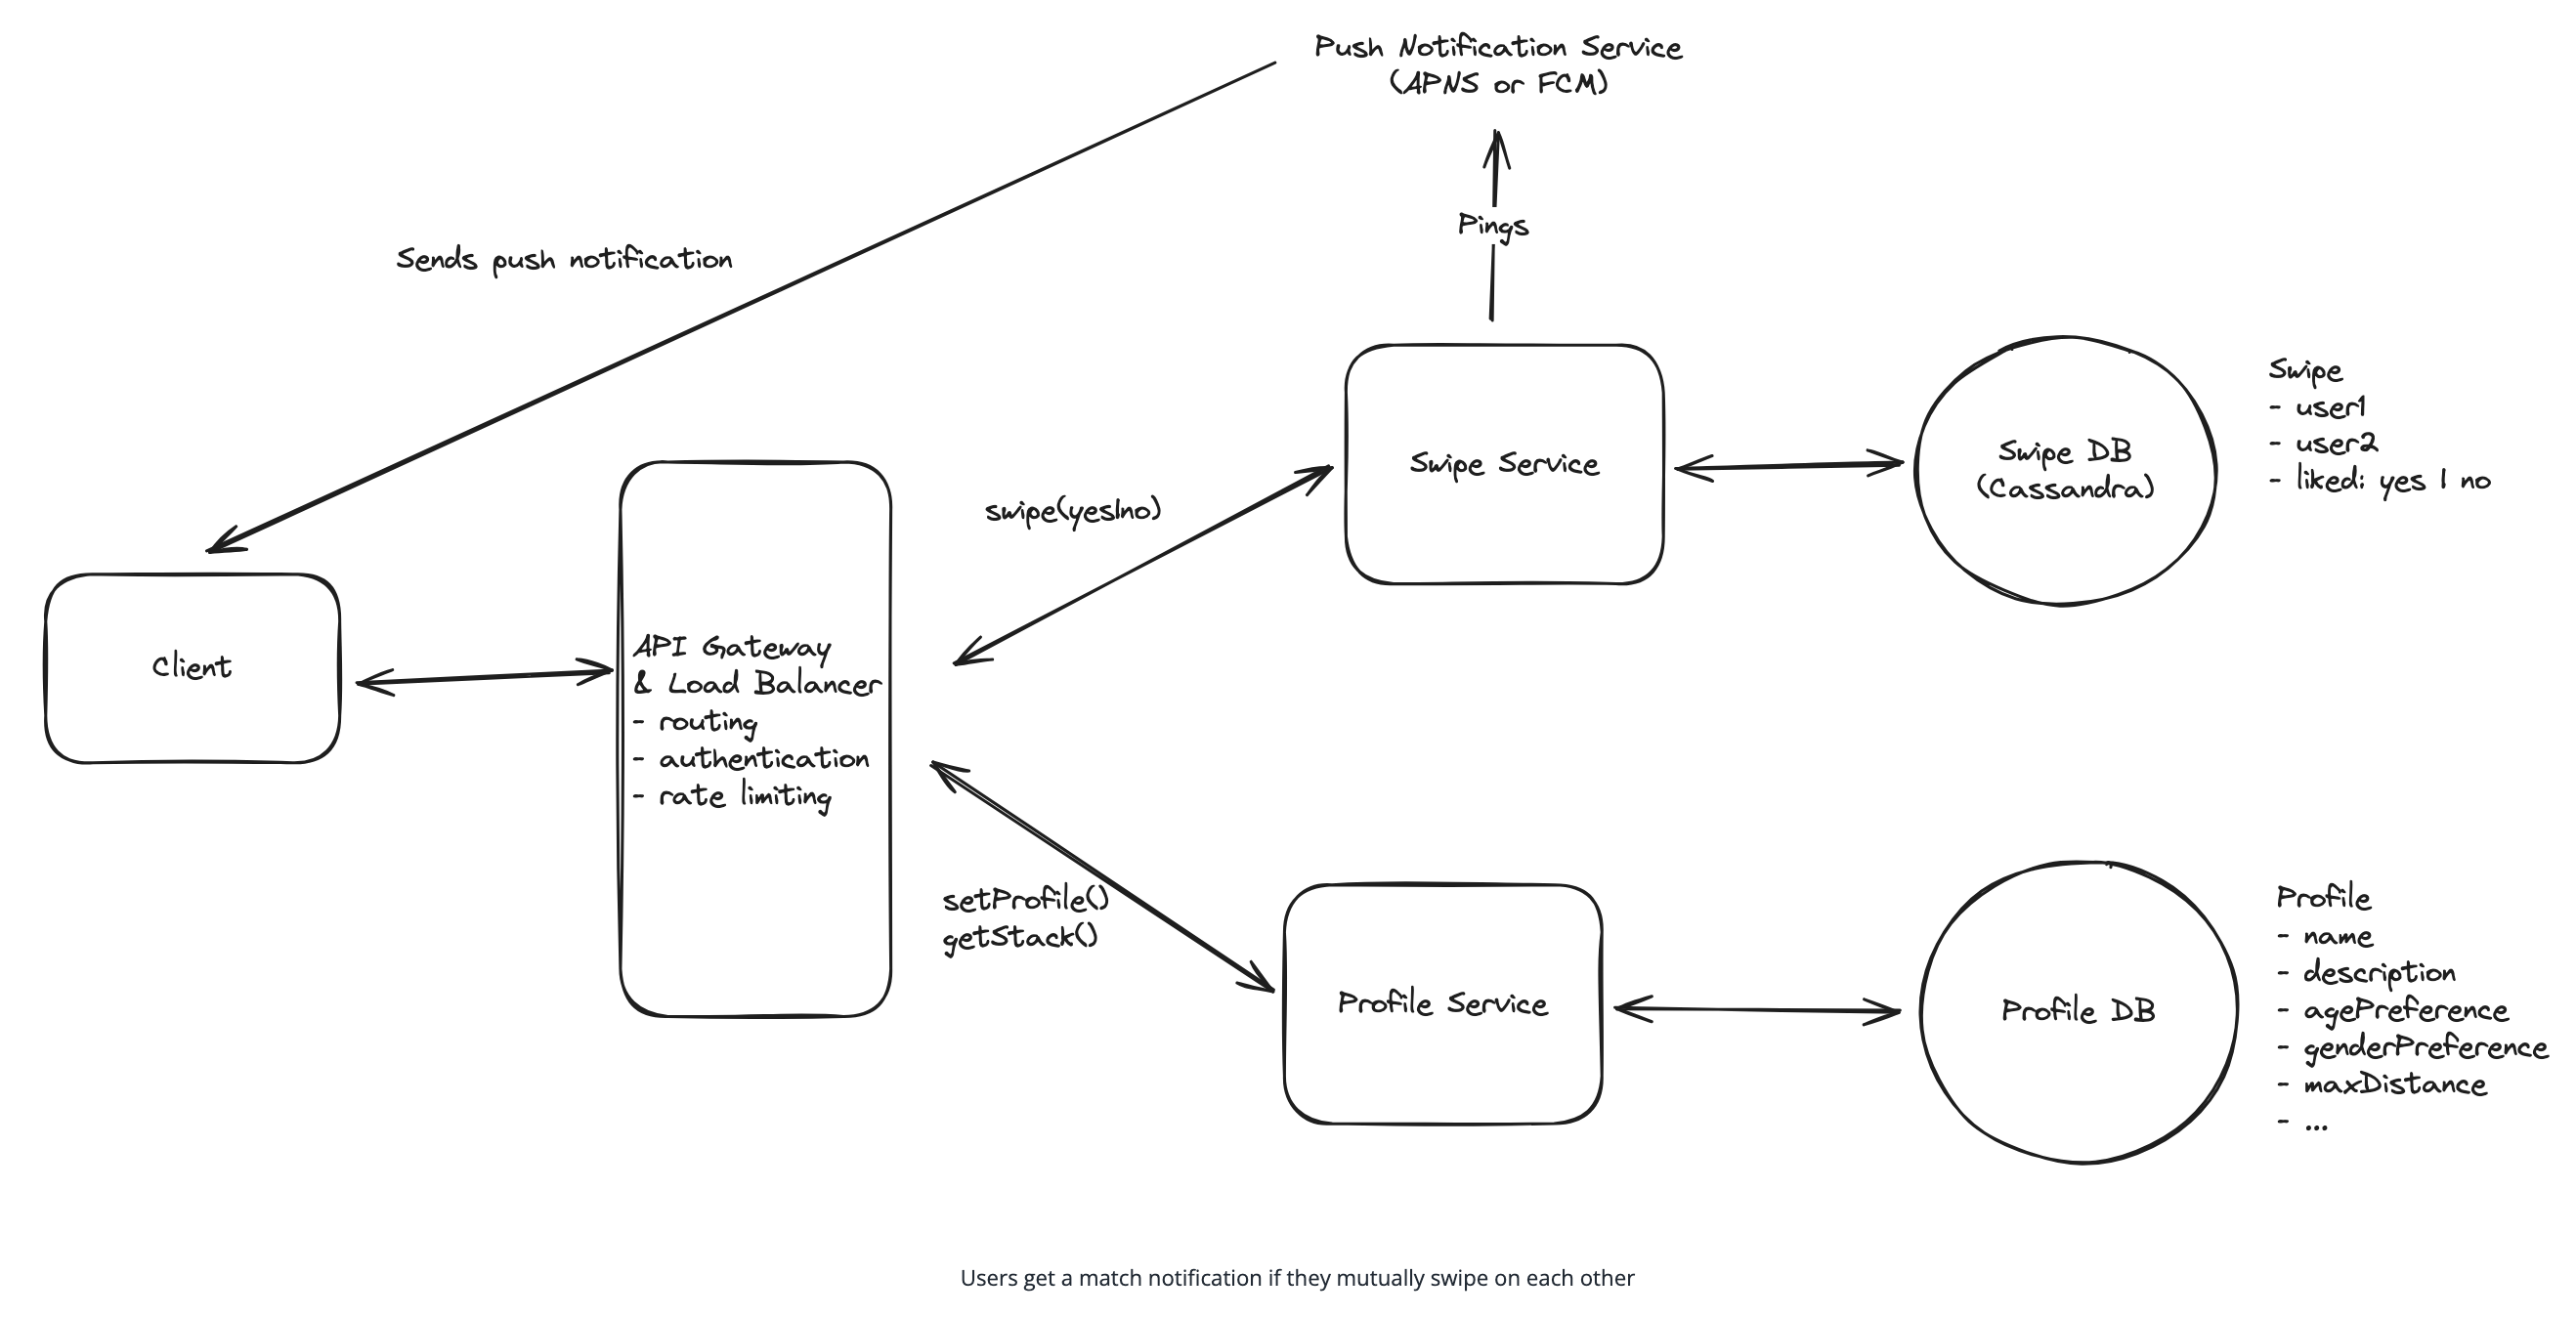 Push Notification Service
(APNS or FCM)
Pings
Sends push notification
Swipe Service
Swipe DB
(Cassandra)
Swipe
- user1
- user2
- liked: yes | no
swipe(yes|no)
Client
API Gateway
& Load Balancer
- routing
- authentication
- rate limiting
setProfile()
getStack()
Profile Service
Profile DB
Profile
- name
- description
- agePreference
- genderPreference
- maxDistance
- ...
Users get a match notification if they mutually swipe on each other